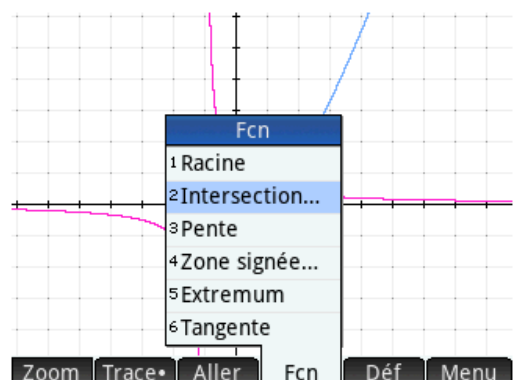 Fcn
1 Racine
2 Intersection...
3 Pente
4 Zone signée...
5 Extremum
6 Tangente
Zoom Trace• Aller Fcn Déf Menu